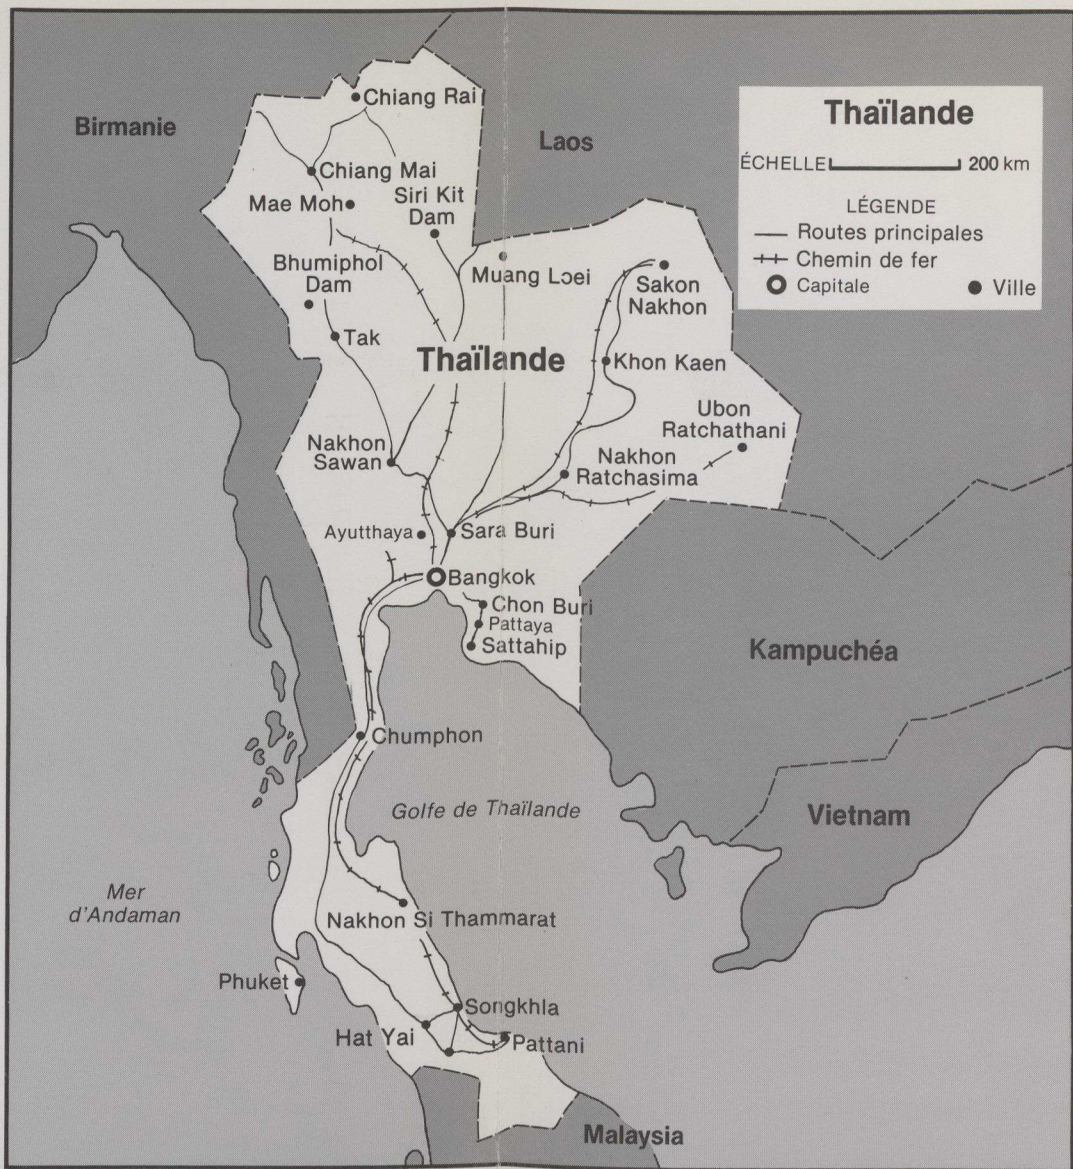 Thaïlande
ÉCHELLE 200 km
LÉGENDE
Routes principales
Chemin de fer
Capitale
Ville
Birmanie
Laos
Chiang Rai
Chiang Mai
Mae Moh
Siri Kit
Dam
Bhumiphol
Dam
Muang Loei
Sakon
Nakhon
Tak
Thaïlande
Khon Kaen
Ubon
Ratchathani
Nakhon
Sawan
Nakhon
Ratchasima
Ayutthaya
Sara Buri
Bangkok
Chon Buri
Pattaya
Sattahip
Kampuchéa
Chumphon
Golfe de Thaïlande
Vietnam
Mer
d'Andaman
Nakhon Si Thammarat
Phuket
Songkhla
Hat Yai
Pattani
Malaysia